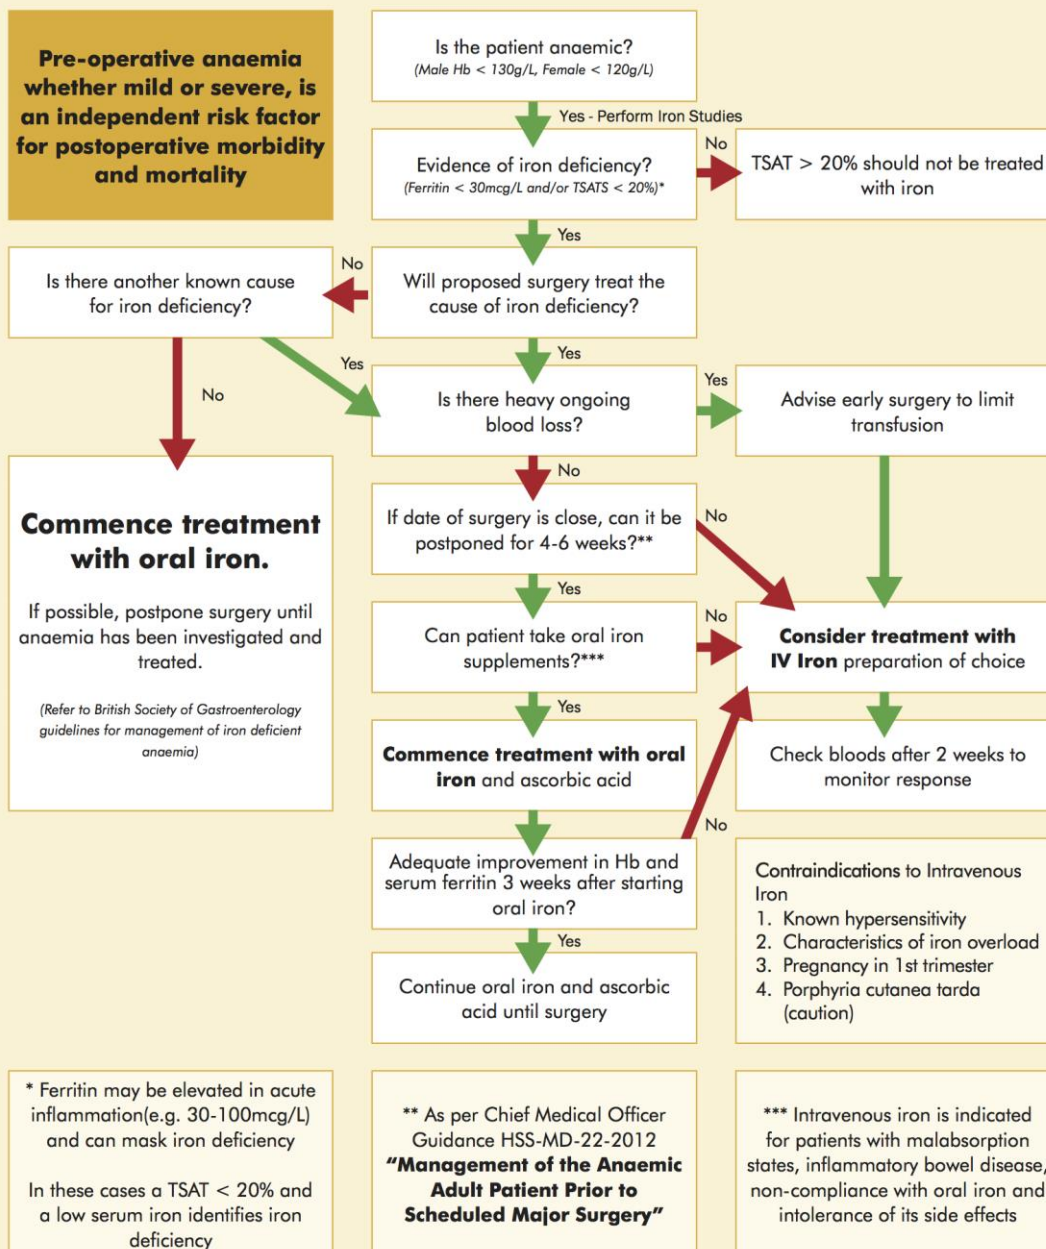 Pre-operative anaemia
whether mild or severe, is
an independent risk factor
for postoperative morbidity
and mortality
Is the patient anaemic?
(Male Hb < 130g/L, Female < 120g/L)
Yes - Perform Iron Studies
Evidence of iron deficiency?
(Ferritin < 30mcg/L and/or TSATS < 20%)*
No
TSAT > 20% should not be treated
with iron
Yes
Will proposed surgery treat the
cause of iron deficiency?
No
Is there another known cause
for iron deficiency?
Yes
Yes
No
Is there heavy ongoing
blood loss?
Yes
Advise early surgery to limit
transfusion
No
Commence treatment
with oral iron.
If possible, postpone surgery until
anaemia has been investigated and
treated.
(Refer to British Society of Gastroenterology
guidelines for management of iron deficient
anaemia)
If date of surgery is close, can it be
postponed for 4-6 weeks?**
No
Yes
Can patient take oral iron
supplements?***
No
Consider treatment with
IV Iron preparation of choice
Yes
Commence treatment with oral
iron and ascorbic acid
Check bloods after 2 weeks to
monitor response
No
Adequate improvement in Hb and
serum ferritin 3 weeks after starting
oral iron?
Yes
Continue oral iron and ascorbic
acid until surgery
Contraindications to Intravenous
Iron
1. Known hypersensitivity
2. Characteristics of iron overload
3. Pregnancy in 1st trimester
4. Porphyria cutanea tarda
(caution)
* Ferritin may be elevated in acute
inflammation(e.g. 30-100mcg/L)
and can mask iron deficiency
In these cases a TSAT < 20% and
a low serum iron identifies iron
deficiency
** As per Chief Medical Officer
Guidance HSS-MD-22-2012
“Management of the Anaemic
Adult Patient Prior to
Scheduled Major Surgery”
*** Intravenous iron is indicated
for patients with malabsorption
states, inflammatory bowel disease,
non-compliance with oral iron and
intolerance of its side effects